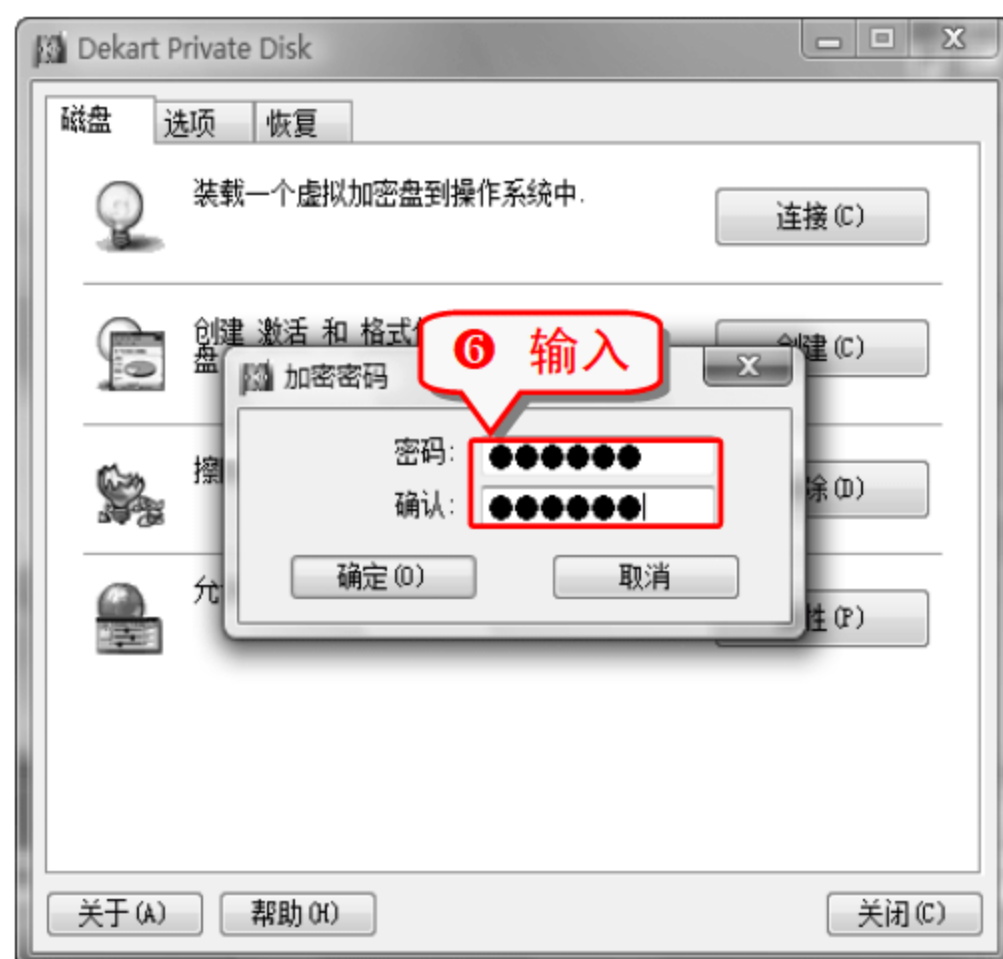 Dekart Private Disk
磁盘 选项 恢复
装载一个虚拟加密盘到操作系统中.
连接(C)
创建 激活 和 格式
盘
创建(C)
❻ 输入
加密密码
密码: ●●●●●●
确认: ●●●●●●
擦
除(D)
确定(O) 取消
允
性(P)
关于(A) 帮助(H) 关闭(C)